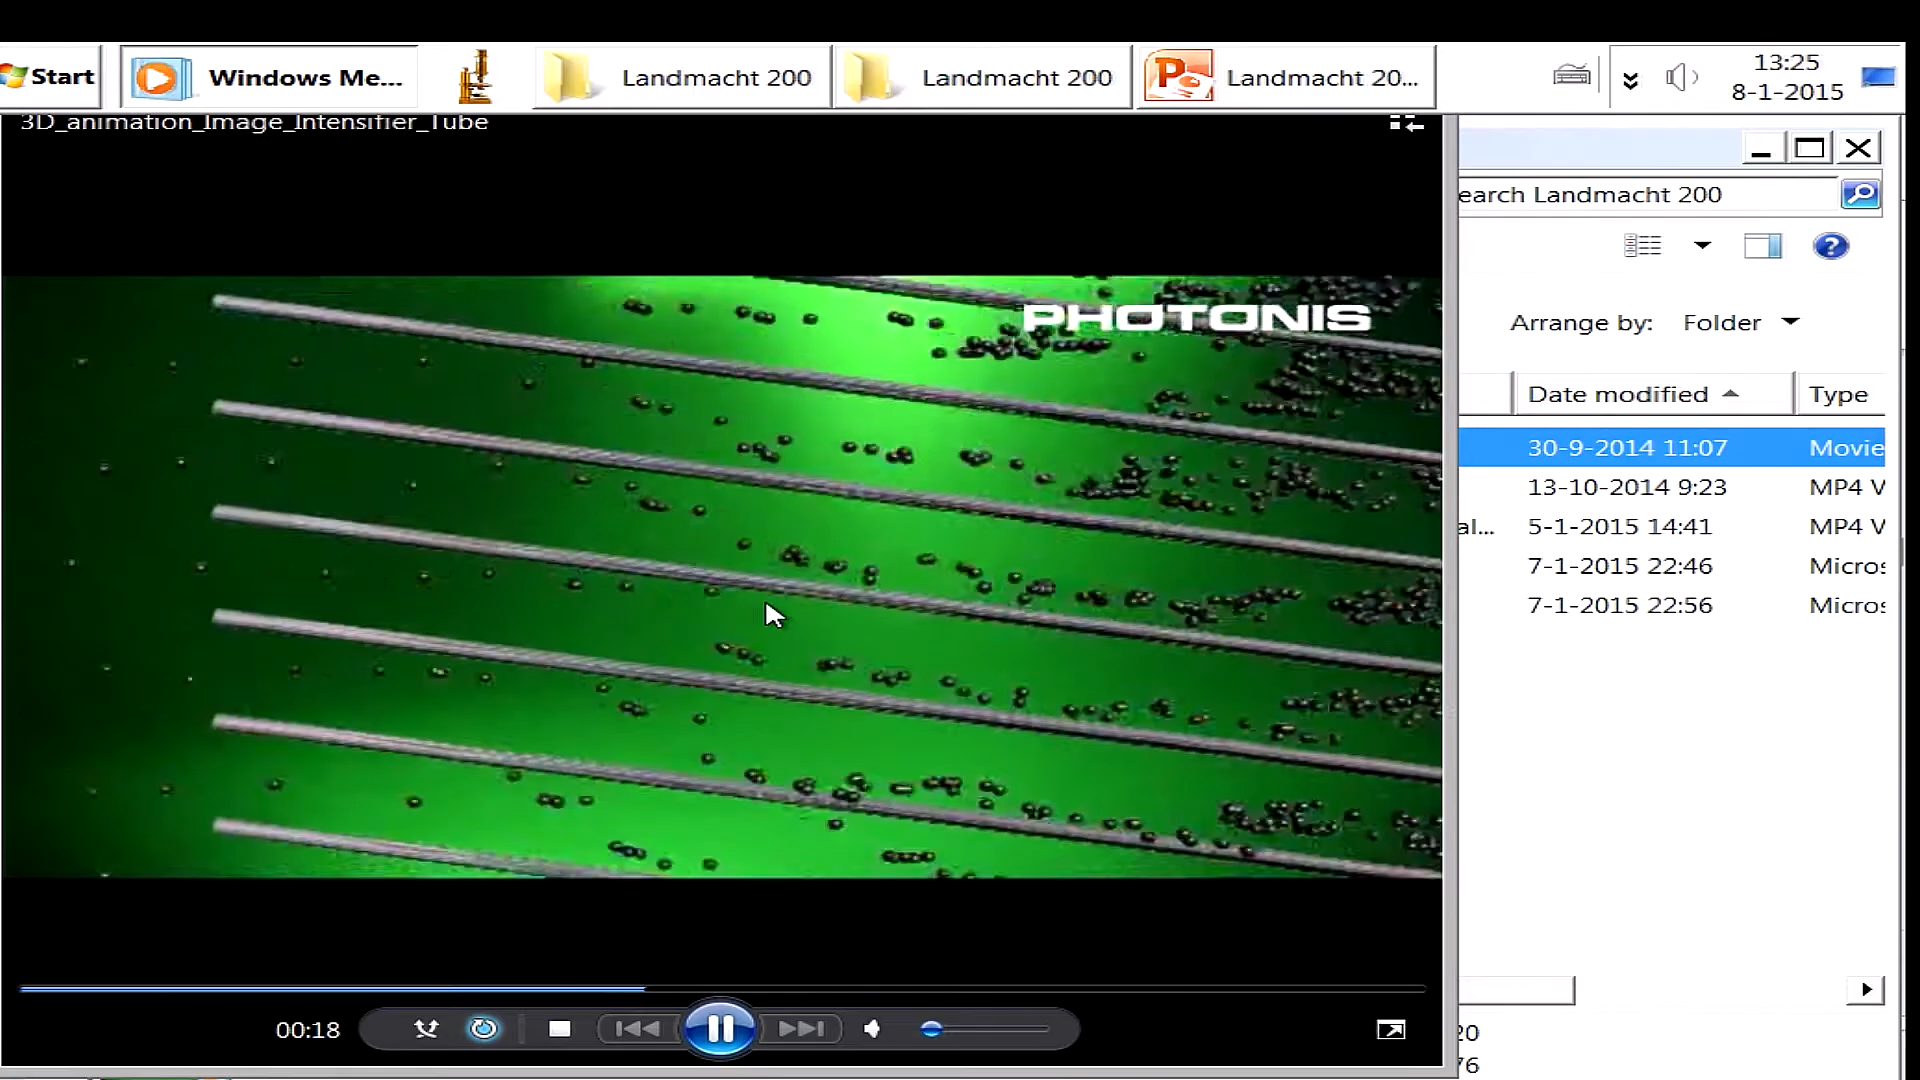 Start
Windows Me...
Landmacht 200
Landmacht 200
Landmacht 20...
13:25
8-1-2015
3D_animation_Image_Intensifier_Tube
PHOTONIS
earch Landmacht 200
Arrange by: Folder
Date modified Type
30-9-2014 11:07 Movie
13-10-2014 9:23 MP4 V
al... 5-1-2015 14:41 MP4 V
7-1-2015 22:46 Micros
7-1-2015 22:56 Micros
00:18
20
76